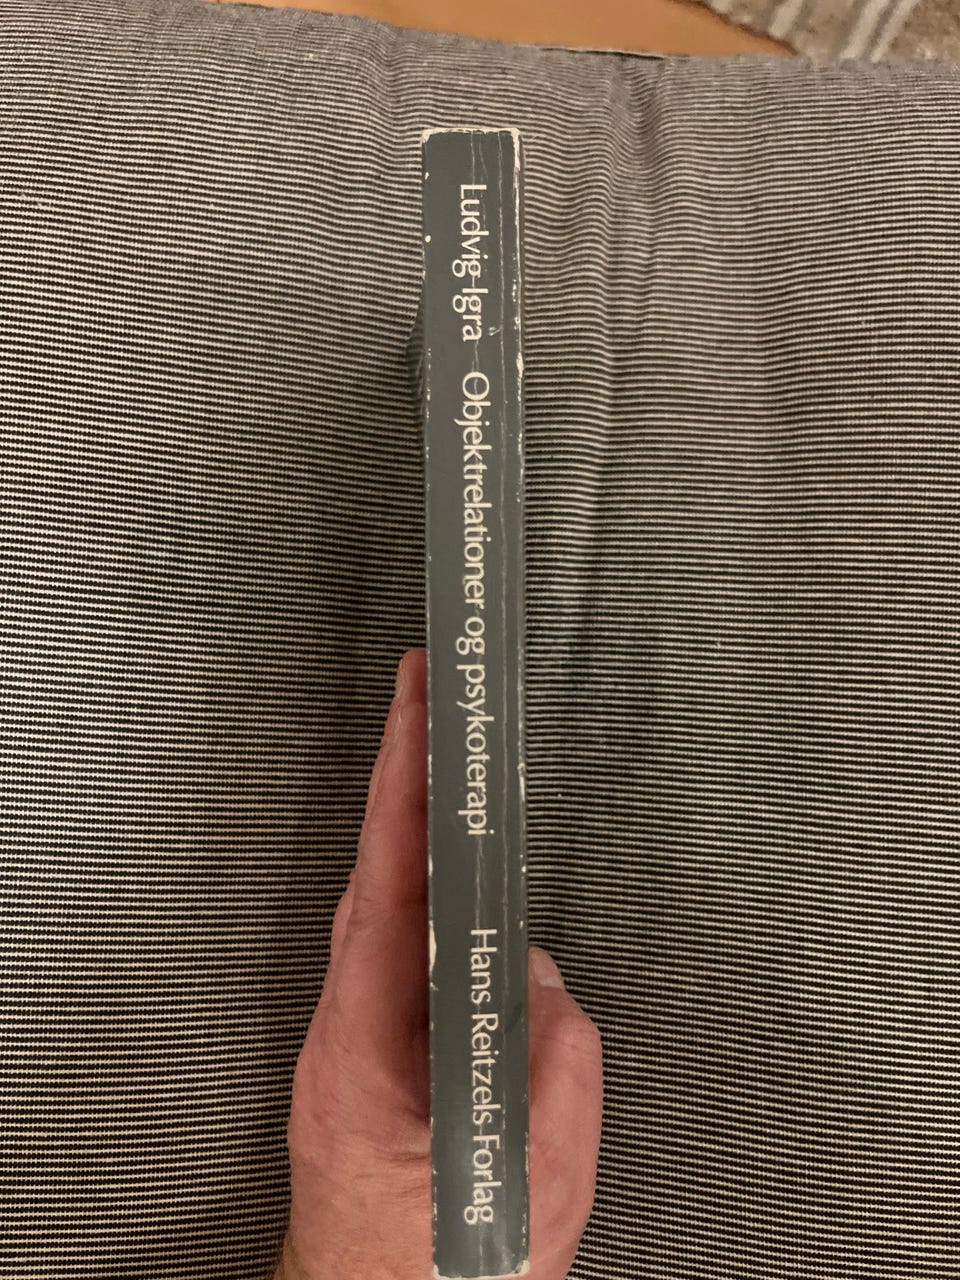 Ludvig Igra Objektrelationer og psykoterapi Hans Reitzels Forlag